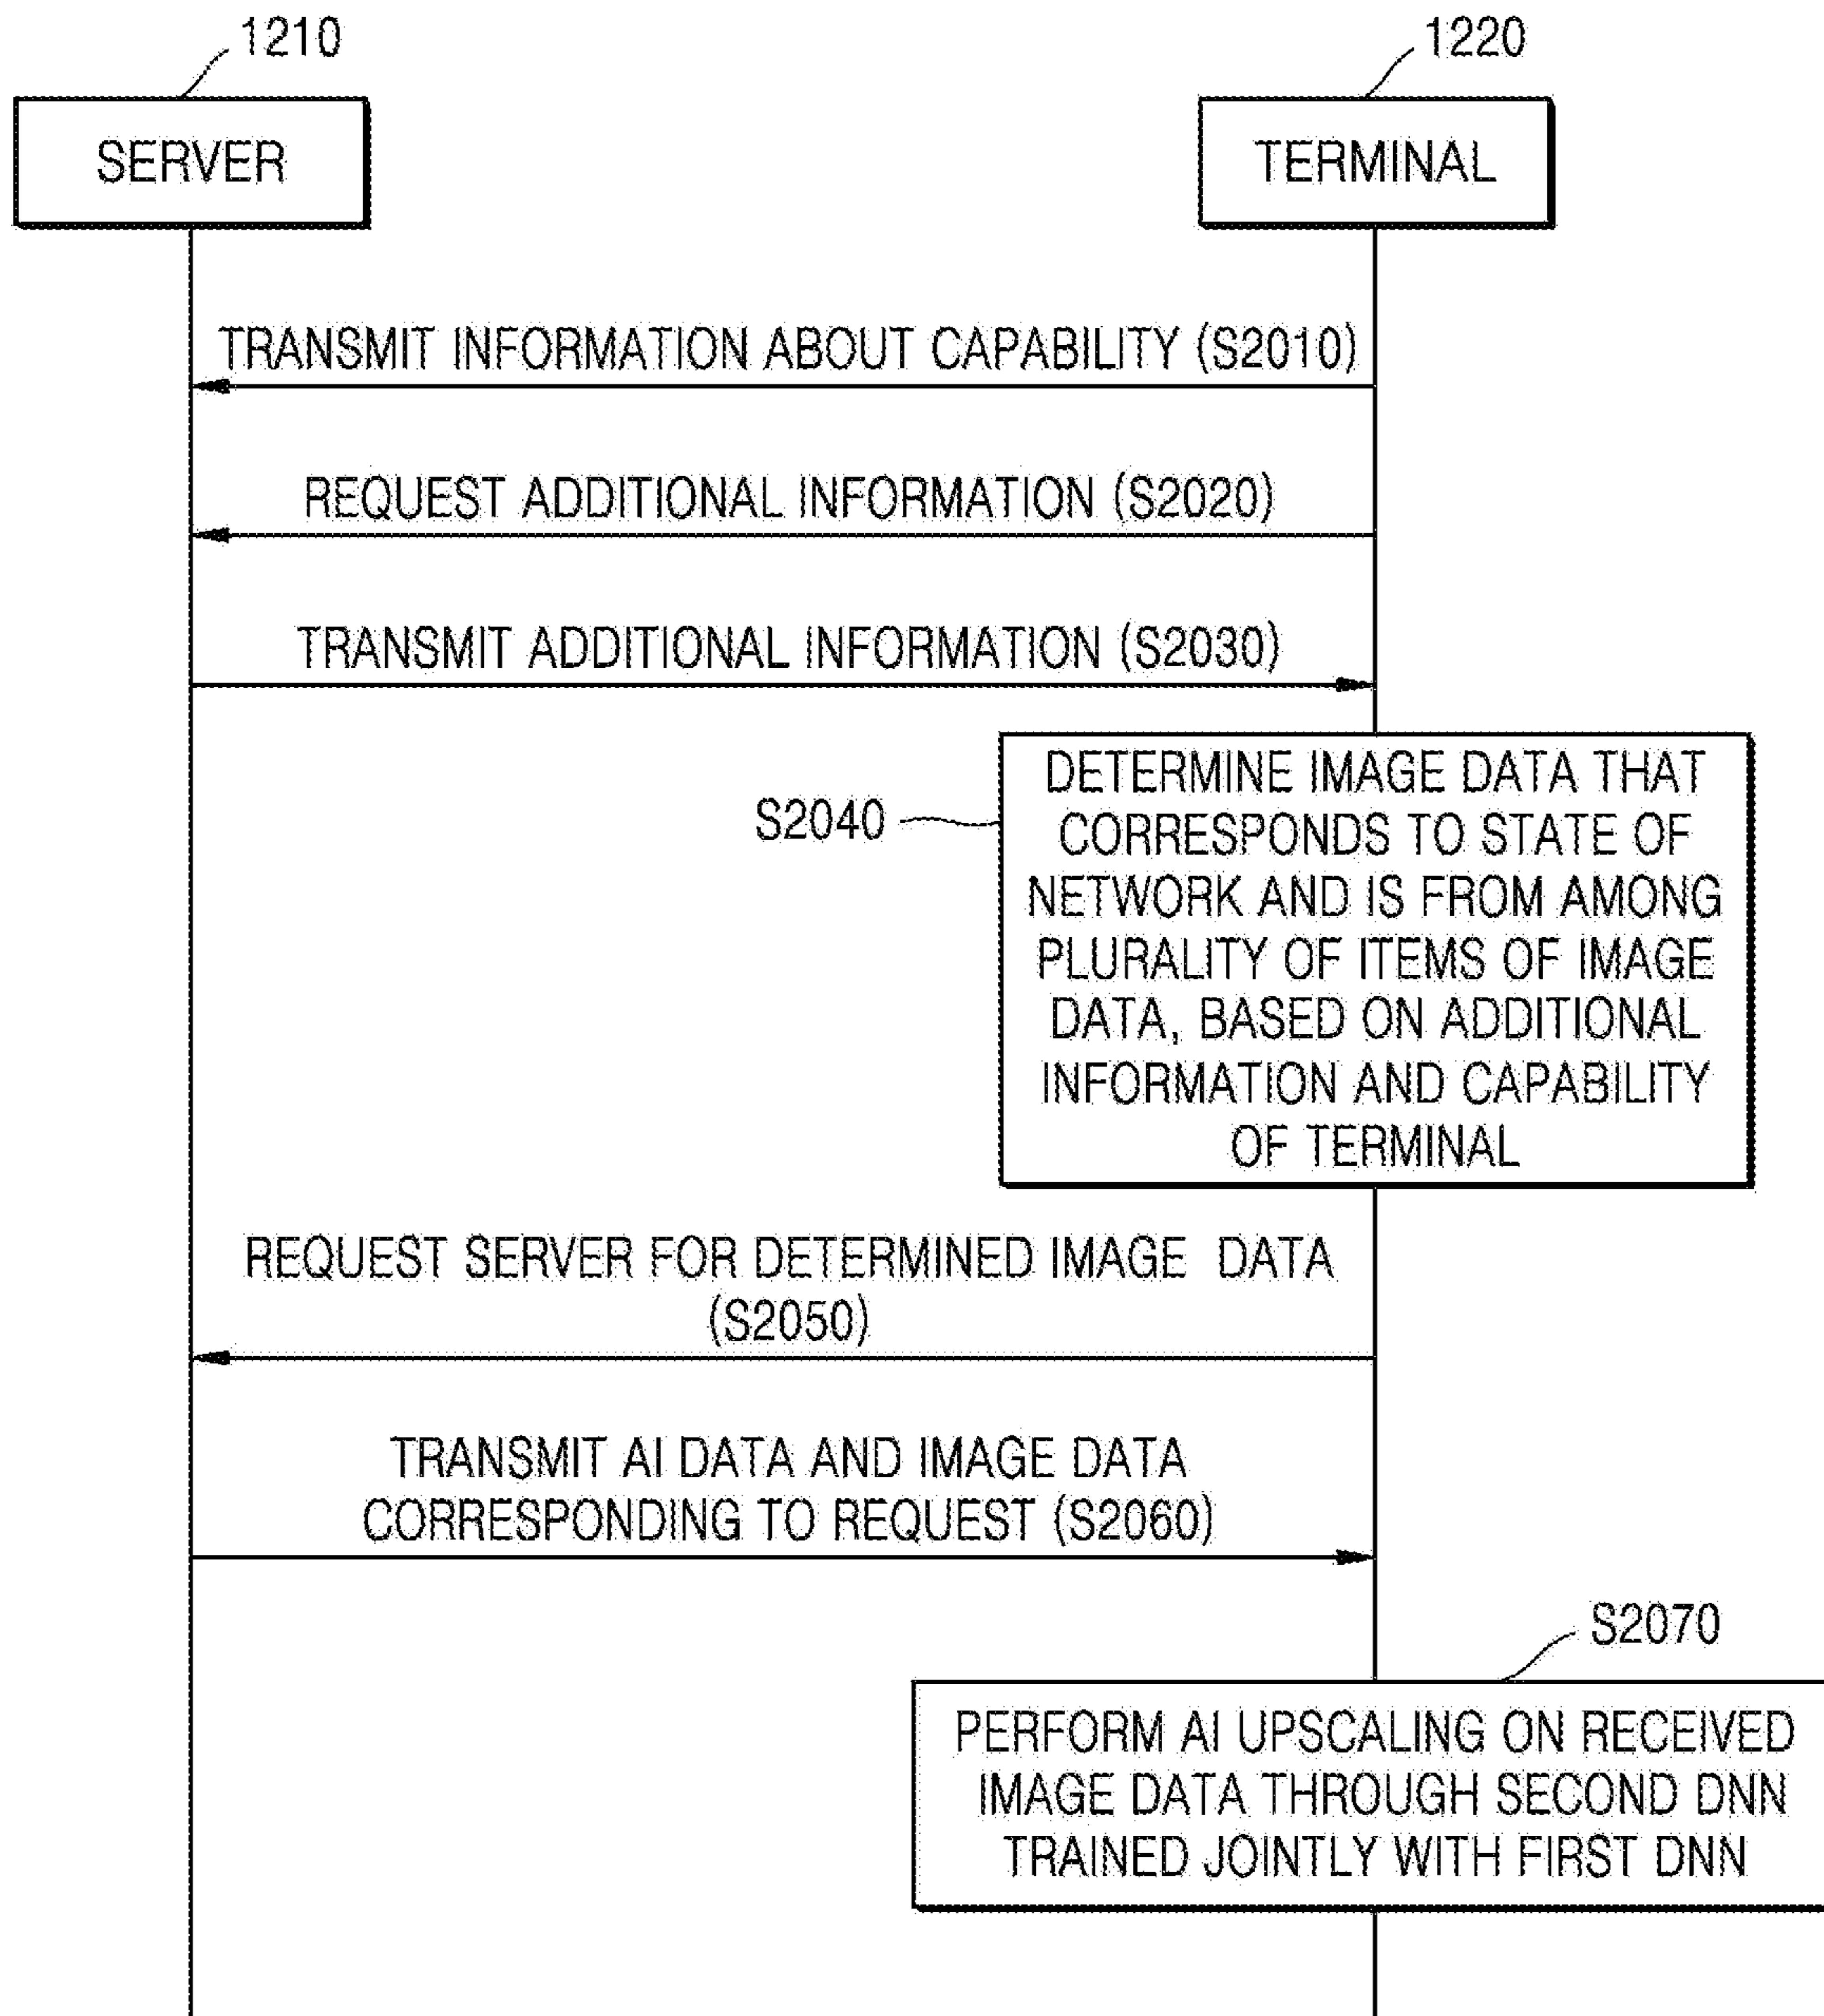 1210
1220
SERVER
TERMINAL
TRANSMIT INFORMATION ABOUT CAPABILITY (S2010)
REQUEST ADDITIONAL INFORMATION (S2020)
TRANSMIT ADDITIONAL INFORMATION (S2030)
S2040
DETERMINE IMAGE DATA THAT
CORRESPONDS TO STATE OF
NETWORK AND IS FROM AMONG
PLURALITY OF ITEMS OF IMAGE
DATA, BASED ON ADDITIONAL
INFORMATION AND CAPABILITY
OF TERMINAL
REQUEST SERVER FOR DETERMINED IMAGE DATA
(S2050)
TRANSMIT AI DATA AND IMAGE DATA
CORRESPONDING TO REQUEST (S2060)
S2070
PERFORM AI UPSCALING ON RECEIVED
IMAGE DATA THROUGH SECOND DNN
TRAINED JOINTLY WITH FIRST DNN